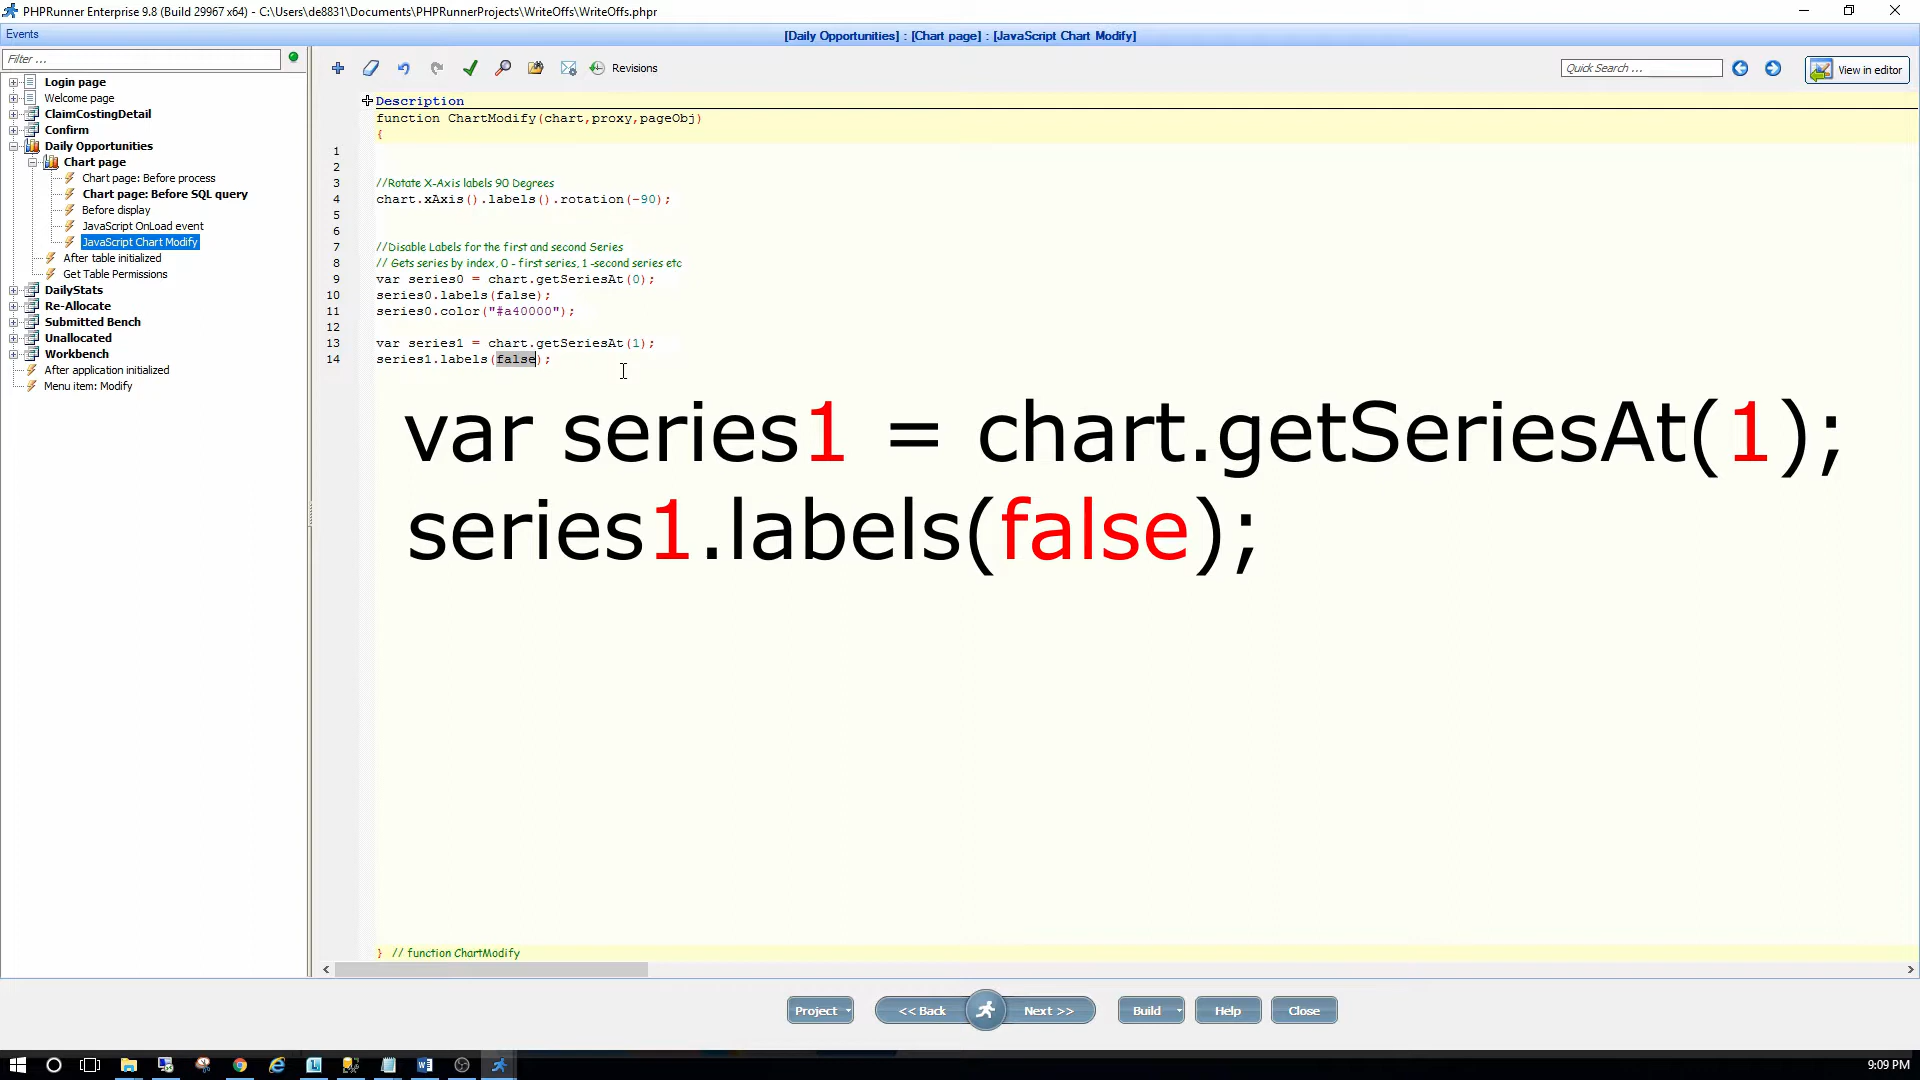 PHPRunner Enterprise 9.8 (Build 29967 x64) - C:\Users\de8831\Documents\PHPRunnerProjects\WriteOffs\WriteOffs.phpr
Events
[Daily Opportunities] : [Chart page] : [JavaScript Chart Modify]
Filter ...
Revisions
Quick Search ...
View in editor
Login page
Welcome page
ClaimCostingDetail
Confirm
Daily Opportunities
Chart page
Chart page: Before process
Chart page: Before SQL query
Before display
JavaScript OnLoad event
JavaScript Chart Modify
After table initialized
Get Table Permissions
DailyStats
Re-Allocate
Submitted Bench
Unallocated
Workbench
After application initialized
Menu item: Modify
Description
function ChartModify(chart,proxy,pageObj)
{
1
2
3 //Rotate X-Axis labels 90 Degrees
4 chart.xAxis().labels().rotation(-90);
5
6
7 //Disable Labels for the first and second Series
8 // Gets series by index, 0 - first series, 1 -second series etc
9 var series0 = chart.getSeriesAt(0);
10 series0.labels(false);
11 series0.color("#a40000");
12
13 var series1 = chart.getSeriesAt(1);
14 series1.labels(false);
var series1 = chart.getSeriesAt(1);
series1.labels(false);
} // function ChartModify
Project
<< Back
Next >>
Build
Help
Close
9:09 PM